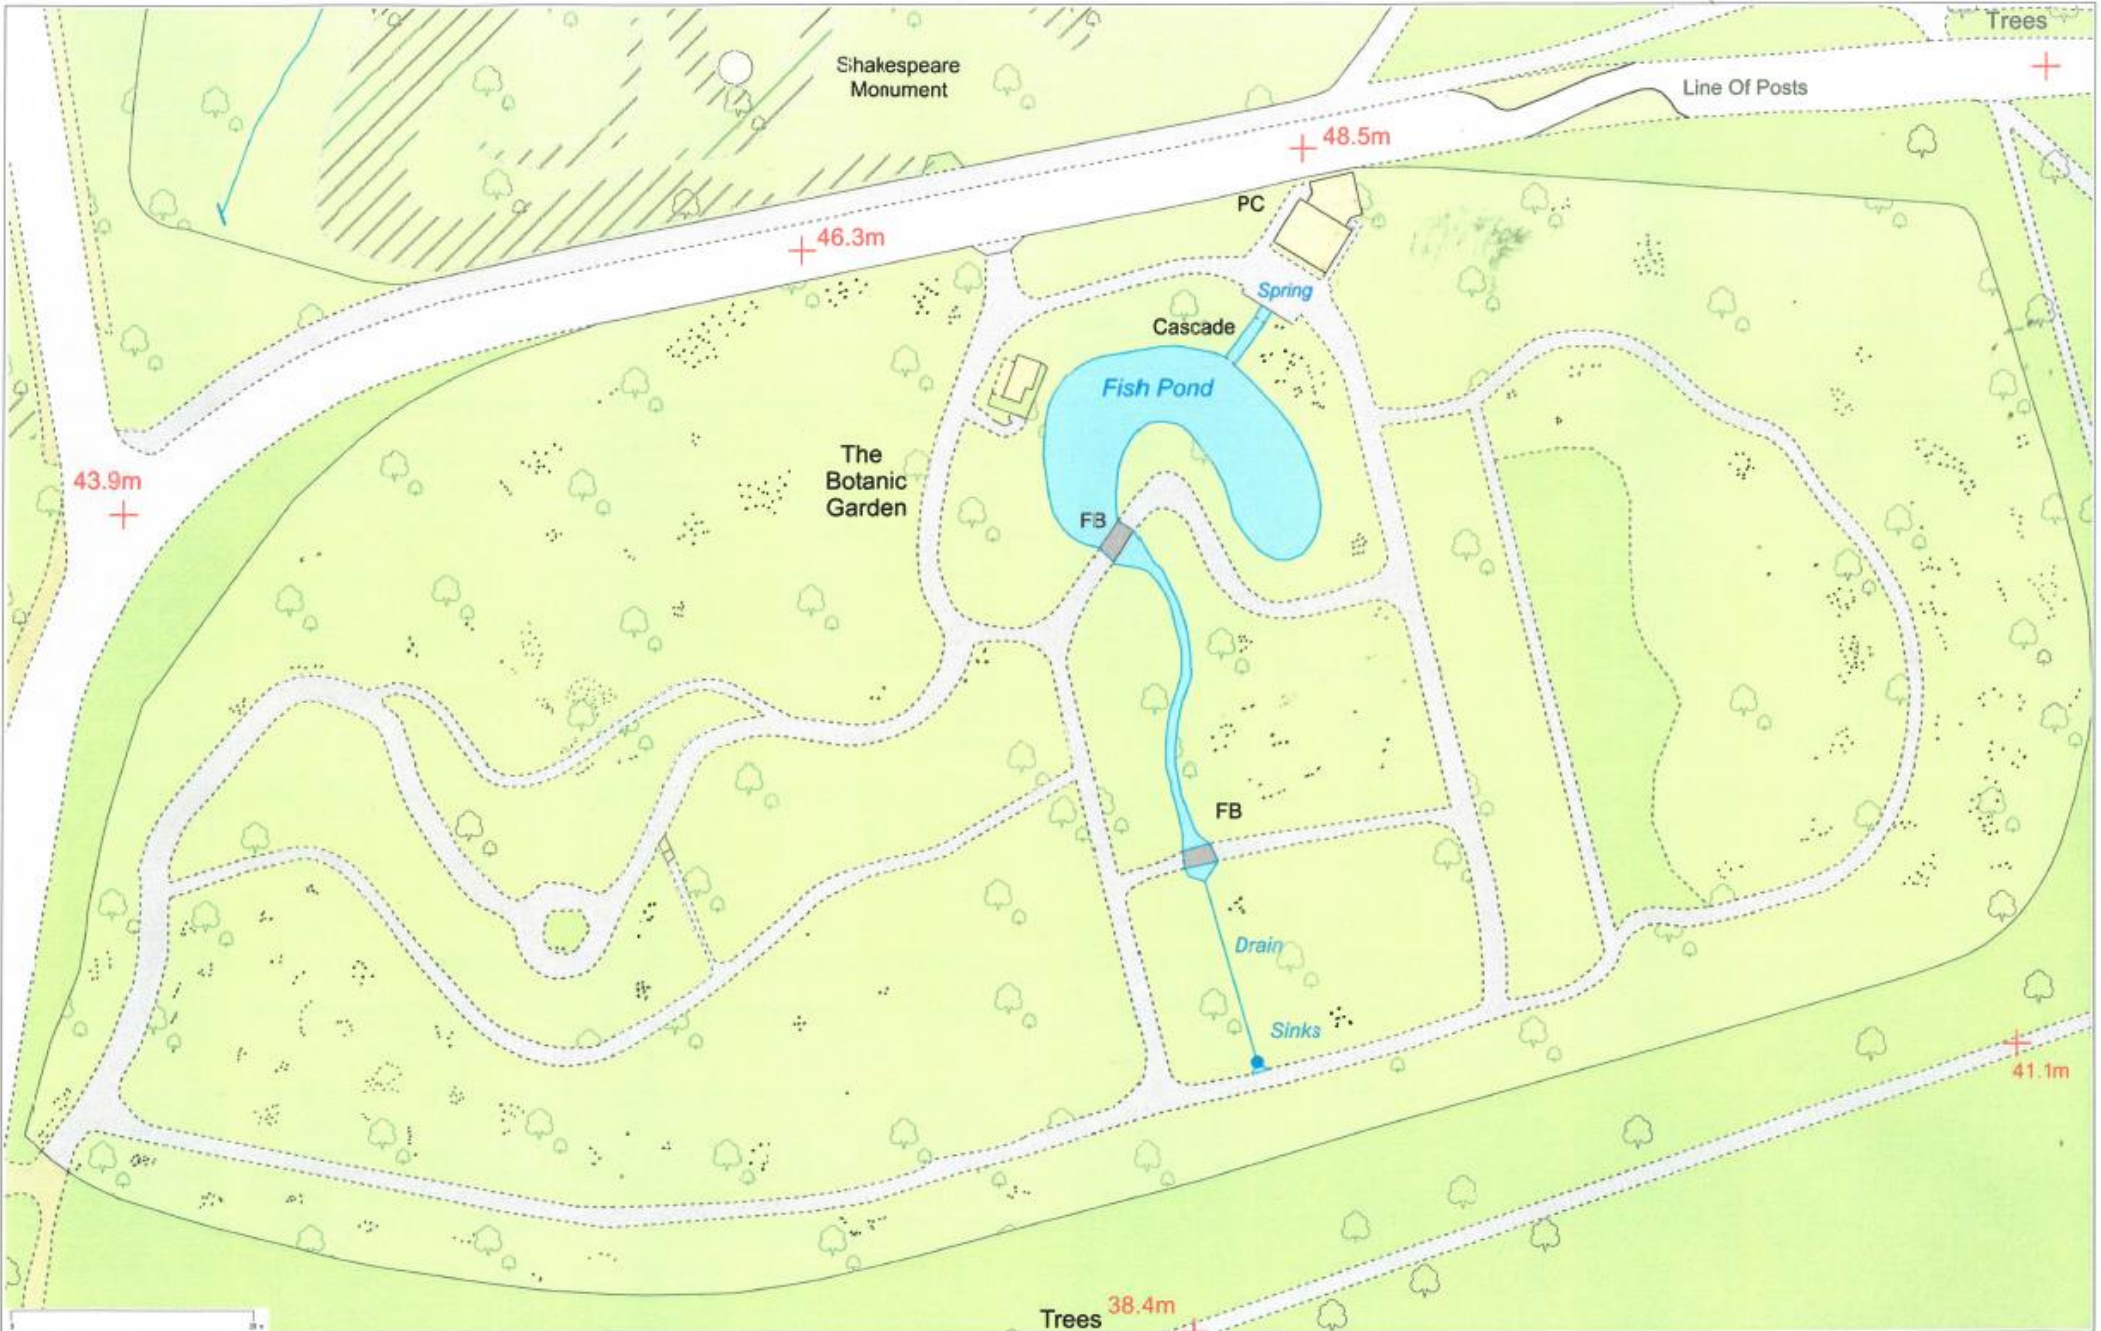 Trees
Shakespeare
Monument
Line Of Posts
48.5m
PC
46.3m
Spring
Cascade
Fish Pond
The
Botanic
Garden
43.9m
FB
FB
Drain
Sinks
41.1m
38.4m
Trees